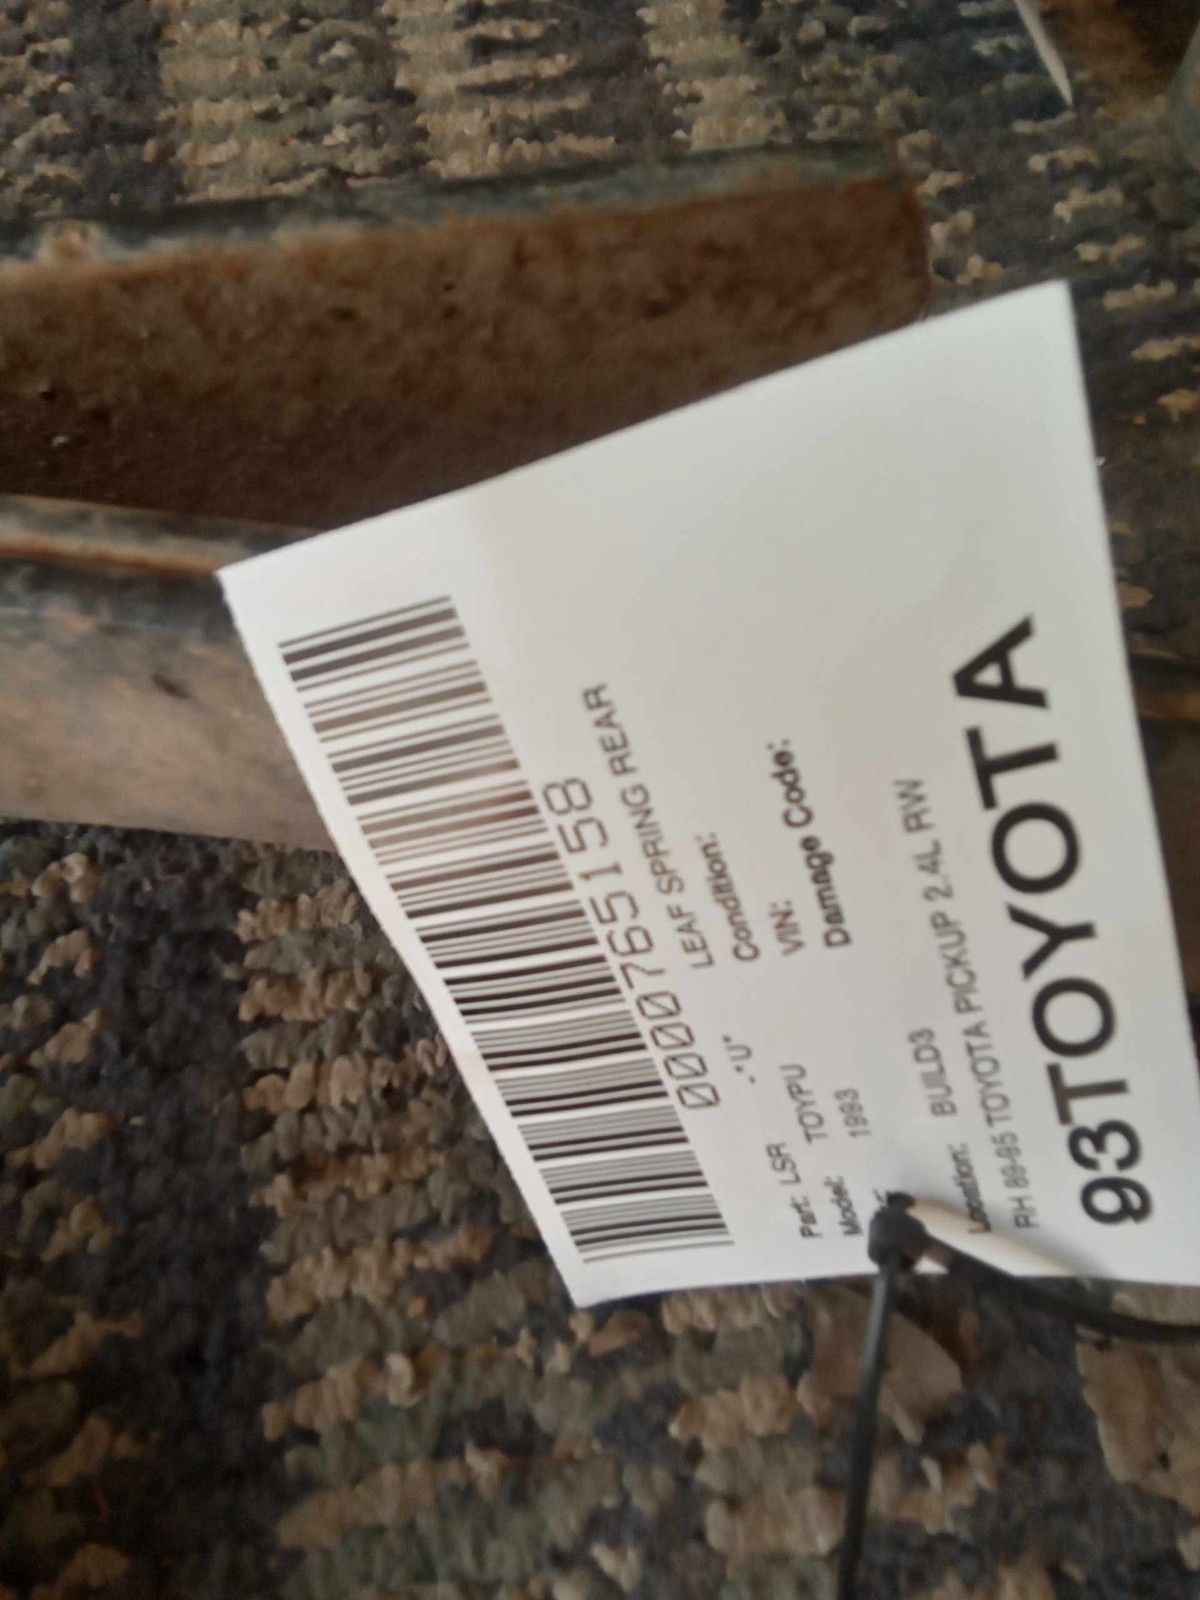 0000765158
."U"
Part: LSR LEAF SPRING REAR
Model: TOYPU Condition:
1993 VIN:
Damage Code:
Location: BUILD3
RH 89-95 TOYOTA PICKUP 2.4L RW
93TOYOTA